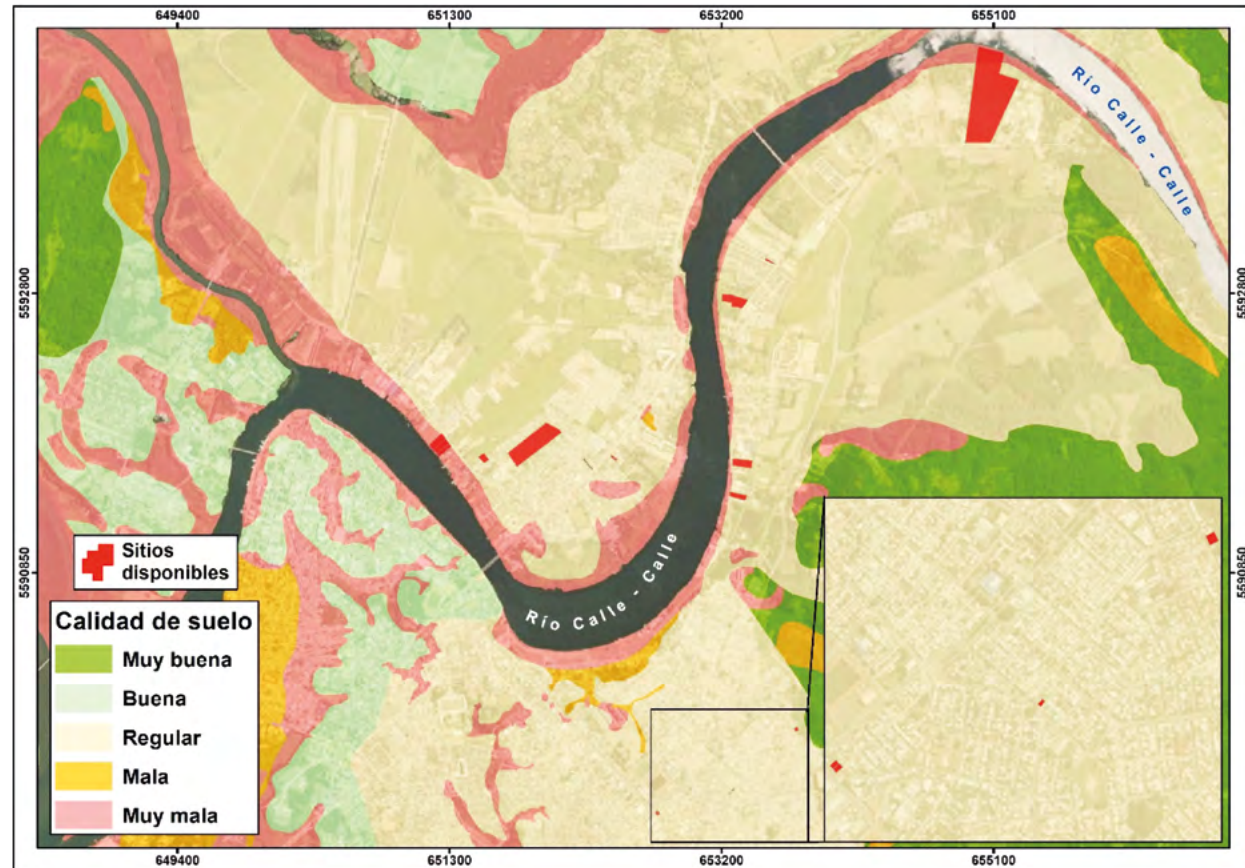 649400
651300
653200
655100
Río Calle - Calle
5592800
5592800
5590850
5590850
Río Calle - Calle
Sitios
disponibles
Calidad de suelo
Muy buena
Buena
Regular
Mala
Muy mala
649400
651300
653200
655100